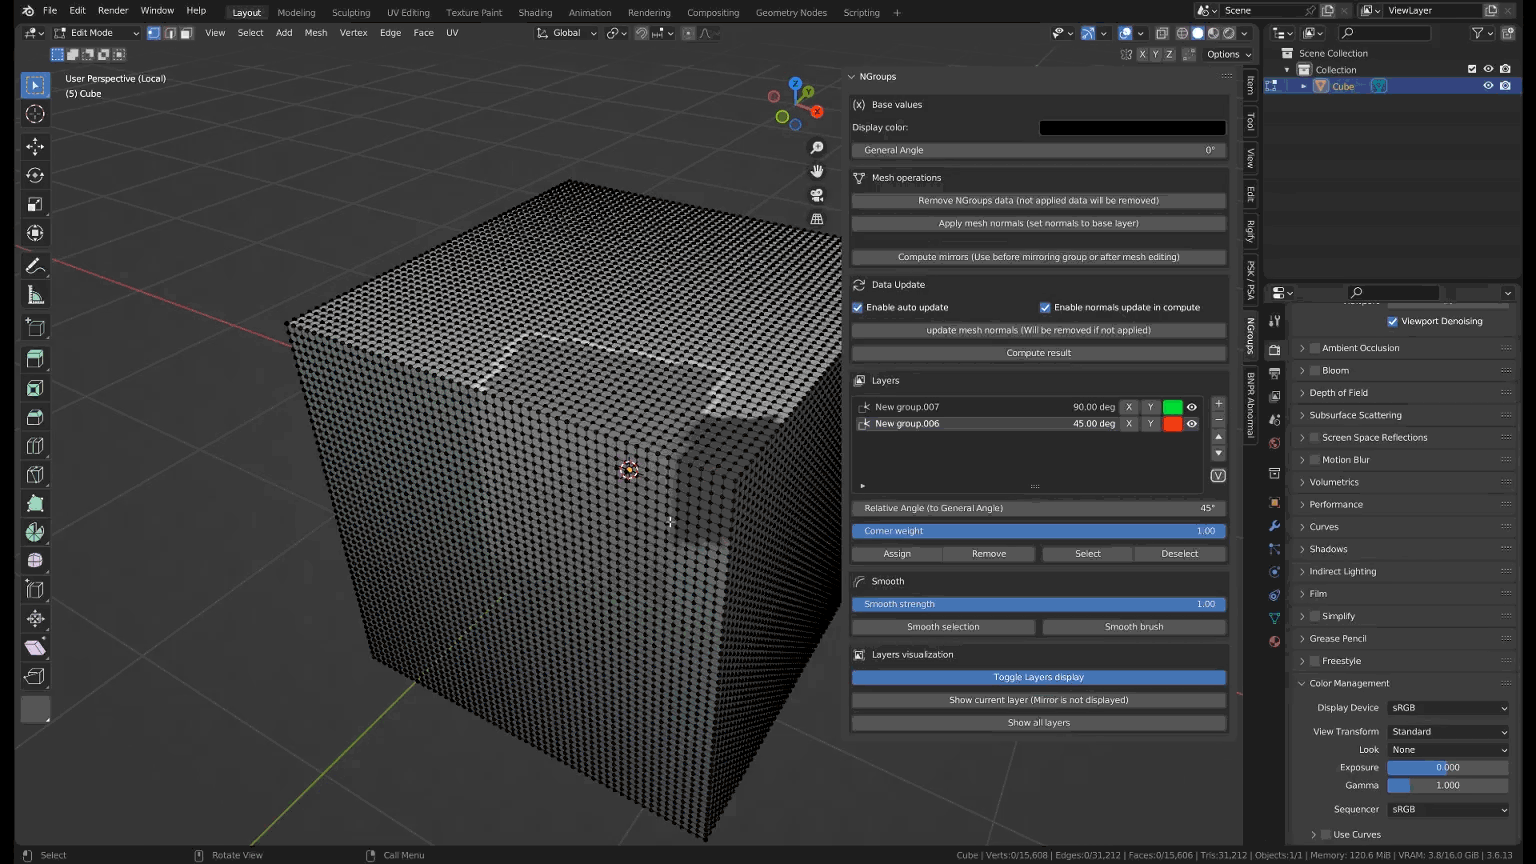 File Edit Render Window Help
Layout Modeling Sculpting UV Editing Texture Paint Shading Animation Rendering Compositing Geometry Nodes Scripting +
Scene
ViewLayer
Edit Mode
View Select Add Mesh Vertex Edge Face UV
Global
X Y Z
Options
User Perspective (Local)
(5) Cube
Z
Y
X
NGroups
(x) Base values
Display color:
General Angle 0°
Mesh operations
Remove NGroups data (not applied data will be removed)
Apply mesh normals (set normals to base layer)
Compute mirrors (Use before mirroring group or after mesh editing)
Data Update
Enable auto update
Enable normals update in compute
update mesh normals (Will be removed if not applied)
Compute result
Layers
New group.007 90.00 deg X Y
New group.006 45.00 deg X Y
V
Relative Angle (to General Angle) 45°
Corner weight 1.00
Assign Remove Select Deselect
Smooth
Smooth strength 1.00
Smooth selection Smooth brush
Layers visualization
Toggle Layers display
Show current layer (Mirror is not displayed)
Show all layers
Item
Tool
View
Edit
Rigify
PSK / PSA
NGroups
BNPR Abnormal
Scene Collection
Collection
Cube
Viewport Denoising
Ambient Occlusion
Bloom
Depth of Field
Subsurface Scattering
Screen Space Reflections
Motion Blur
Volumetrics
Performance
Curves
Shadows
Indirect Lighting
Film
Simplify
Grease Pencil
Freestyle
Color Management
Display Device sRGB
View Transform Standard
Look None
Exposure 0.000
Gamma 1.000
Sequencer sRGB
Use Curves
Select
Rotate View
Call Menu
Cube | Verts:0/15,608 | Edges:0/31,212 | Faces:0/15,606 | Tris:31,212 | Objects:1/1 | Memory: 120.6 MiB | VRAM: 3.8/16.0 GiB | 3.6.13